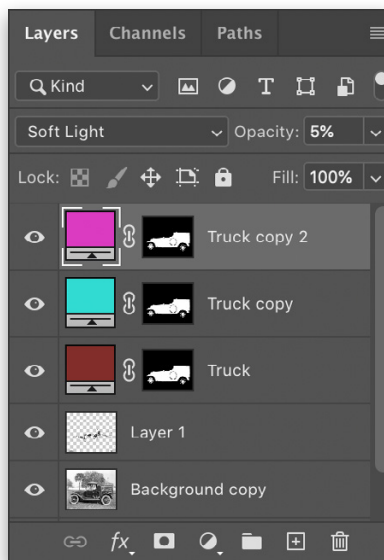 Layers Channels Paths
Kind T
Soft Light Opacity: 5%
Lock: Fill: 100%
Truck copy 2
Truck copy
Truck
Layer 1
Background copy
fx